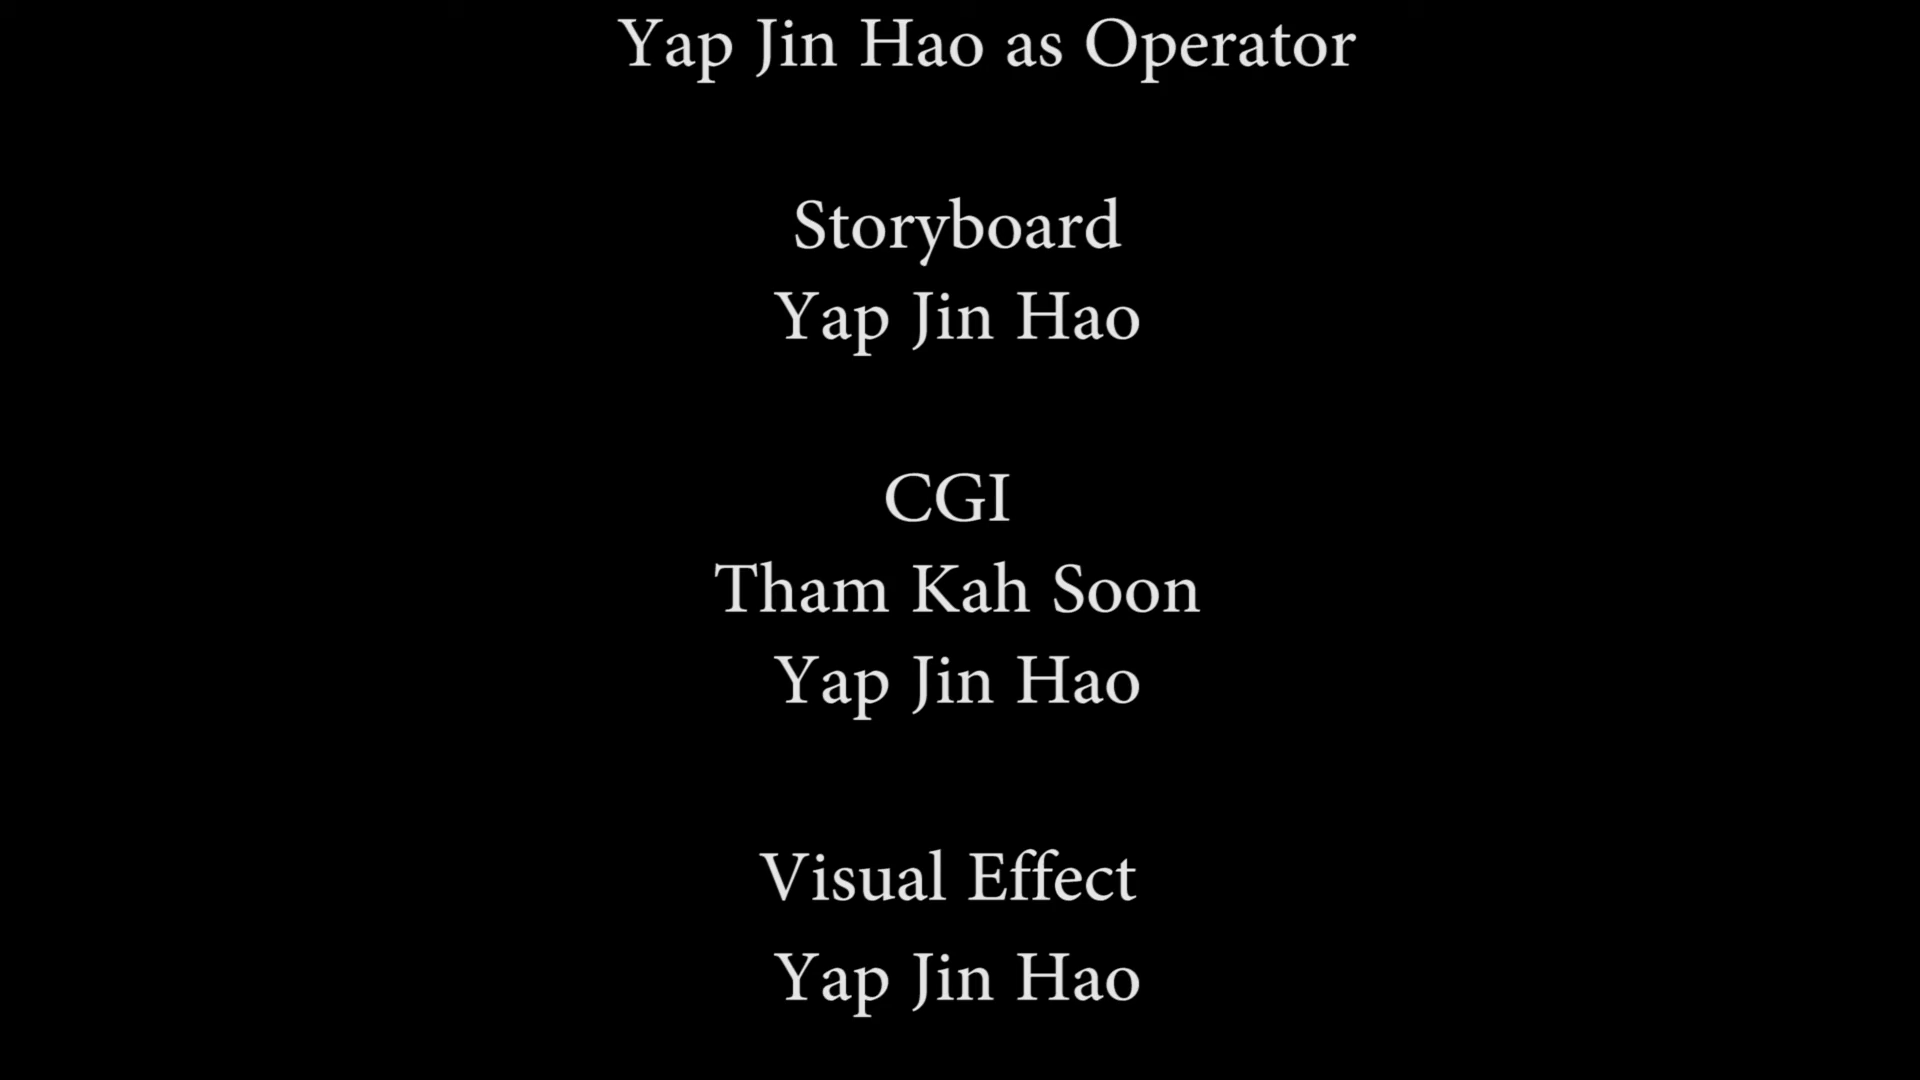 Yap Jin Hao as Operator
Storyboard
Yap Jin Hao
CGI
Tham Kah Soon
Yap Jin Hao
Visual Effect
Yap Jin Hao